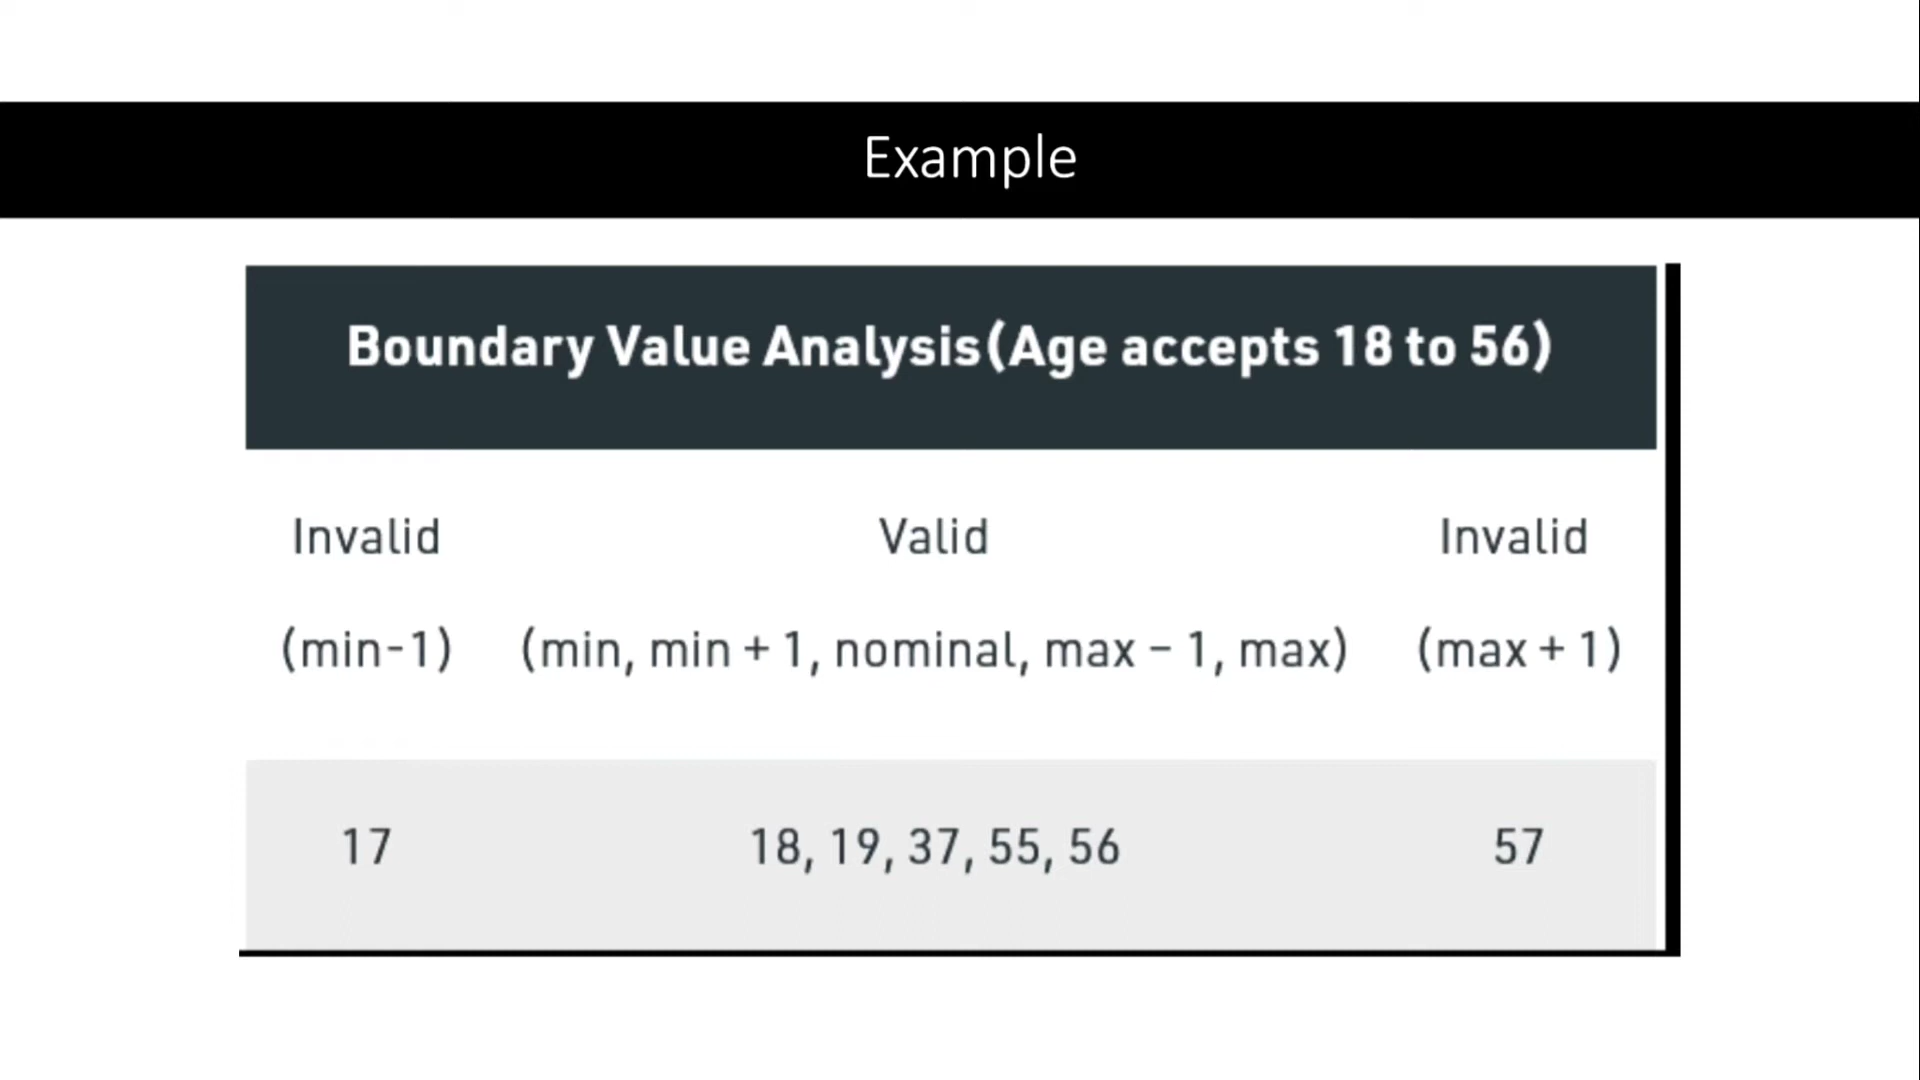 Example
Boundary Value Analysis(Age accepts 18 to 56)
Invalid Valid Invalid
(min-1) (min, min + 1, nominal, max – 1, max) (max + 1)
17 18, 19, 37, 55, 56 57